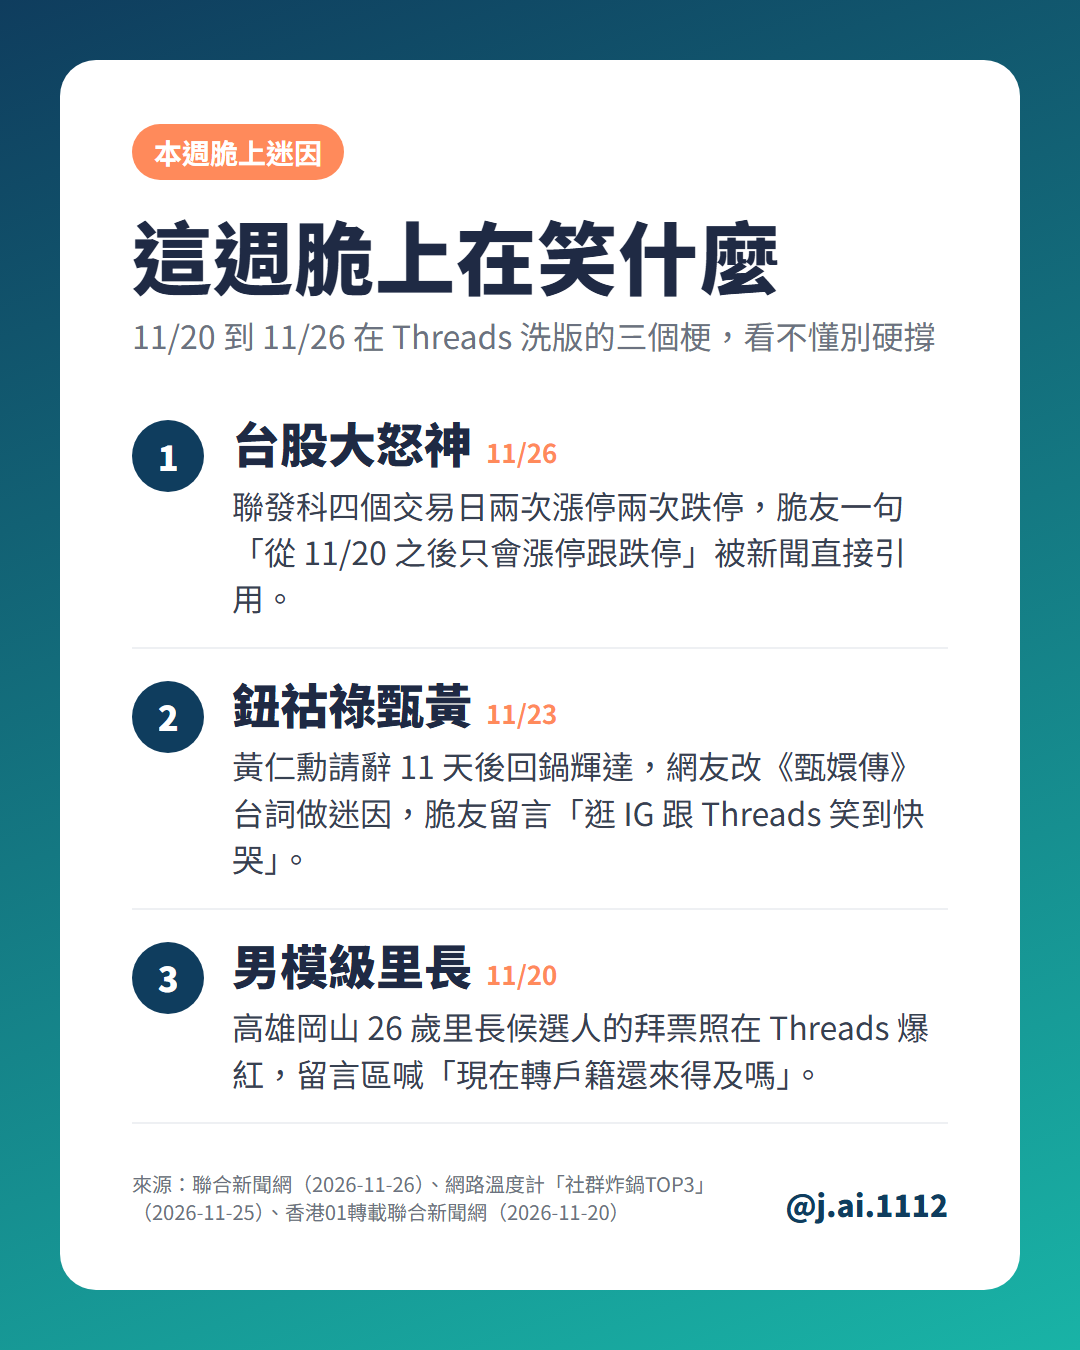 本週脆上迷因
這週脆上在笑什麼
11/20 到 11/26 在 Threads 洗版的三個梗，看不懂別硬撐
1
台股大怒神 11/26
聯發科四個交易日兩次漲停兩次跌停，脆友一句
「從 11/20 之後只會漲停跟跌停」被新聞直接引
用。
2
鈕祜祿甄黃 11/23
黃仁勳請辭 11 天後回鍋輝達，網友改《甄嬛傳》
台詞做迷因，脆友留言「逛 IG 跟 Threads 笑到快
哭」。
3
男模級里長 11/20
高雄岡山 26 歲里長候選人的拜票照在 Threads 爆
紅，留言區喊「現在轉戶籍還來得及嗎」。
來源：聯合新聞網（2026-11-26）、網路溫度計「社群炸鍋TOP3」
（2026-11-25）、香港01轉載聯合新聞網（2026-11-20）
@j.ai.1112